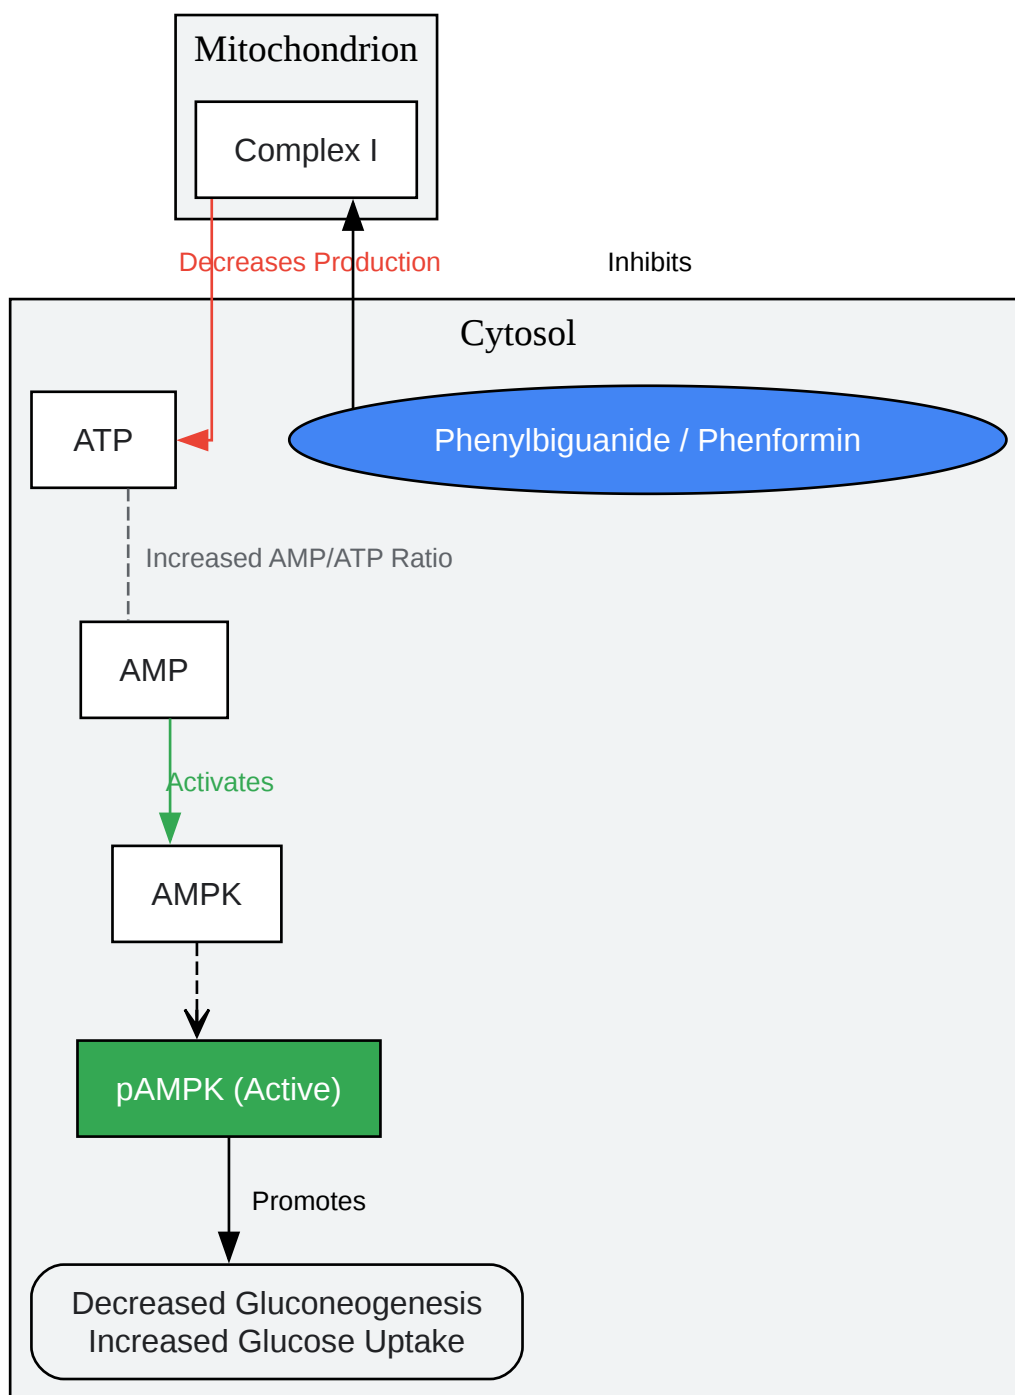 Mitochondrion
Complex I
Decreases Production
Inhibits
Cytosol
ATP
Phenylbiguanide / Phenformin
Increased AMP/ATP Ratio
AMP
Activates
AMPK
pAMPK (Active)
Promotes
Decreased Gluconeogenesis
Increased Glucose Uptake